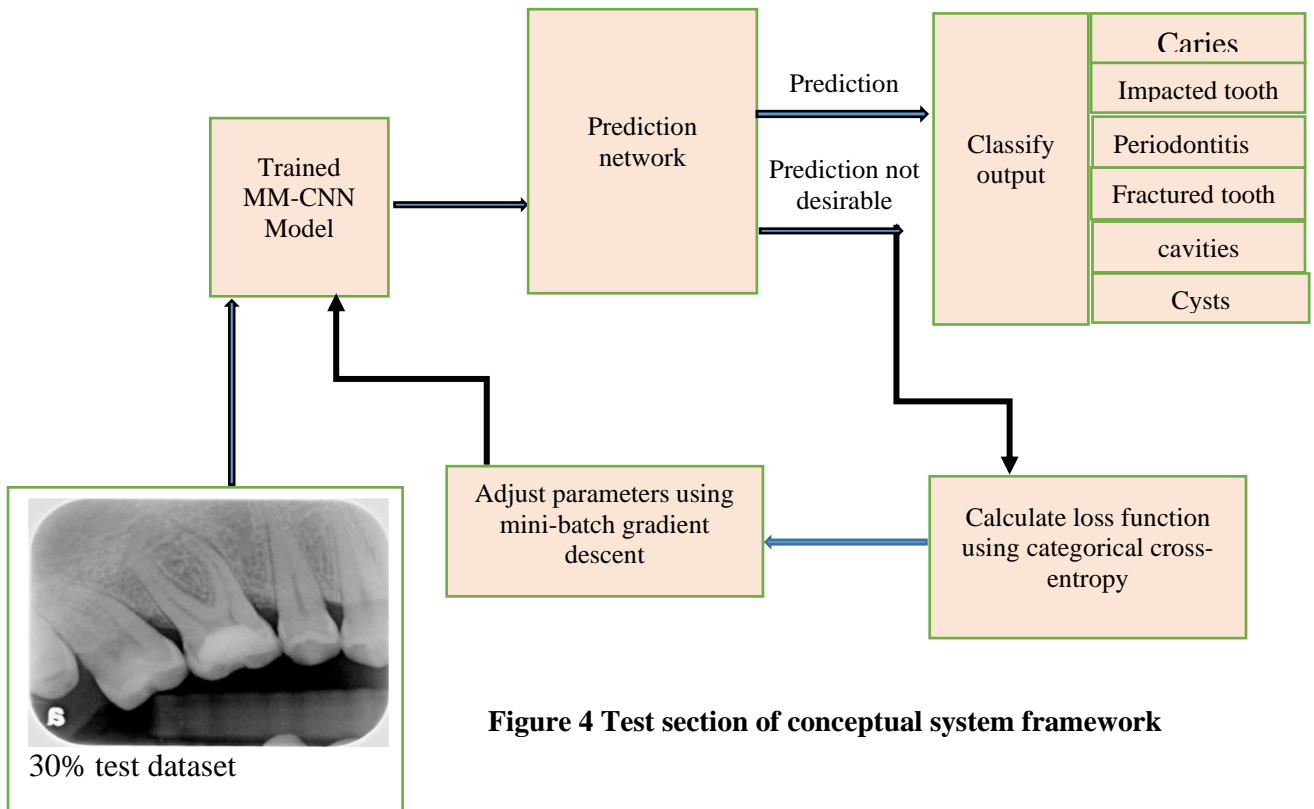 Trained
MM-CNN
Model
Prediction
network
Prediction
Prediction not
desirable
Classify
output
Caries
Impacted tooth
Periodontitis
Fractured tooth
cavities
Cysts
Adjust parameters using
mini-batch gradient
descent
Calculate loss function
using categorical cross-
entropy
30% test dataset
Figure 4 Test section of conceptual system framework